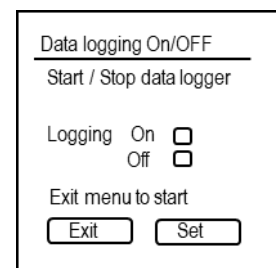 Data logging On/OFF
Start / Stop data logger
Logging On
Off
Exit menu to start
Exit Set